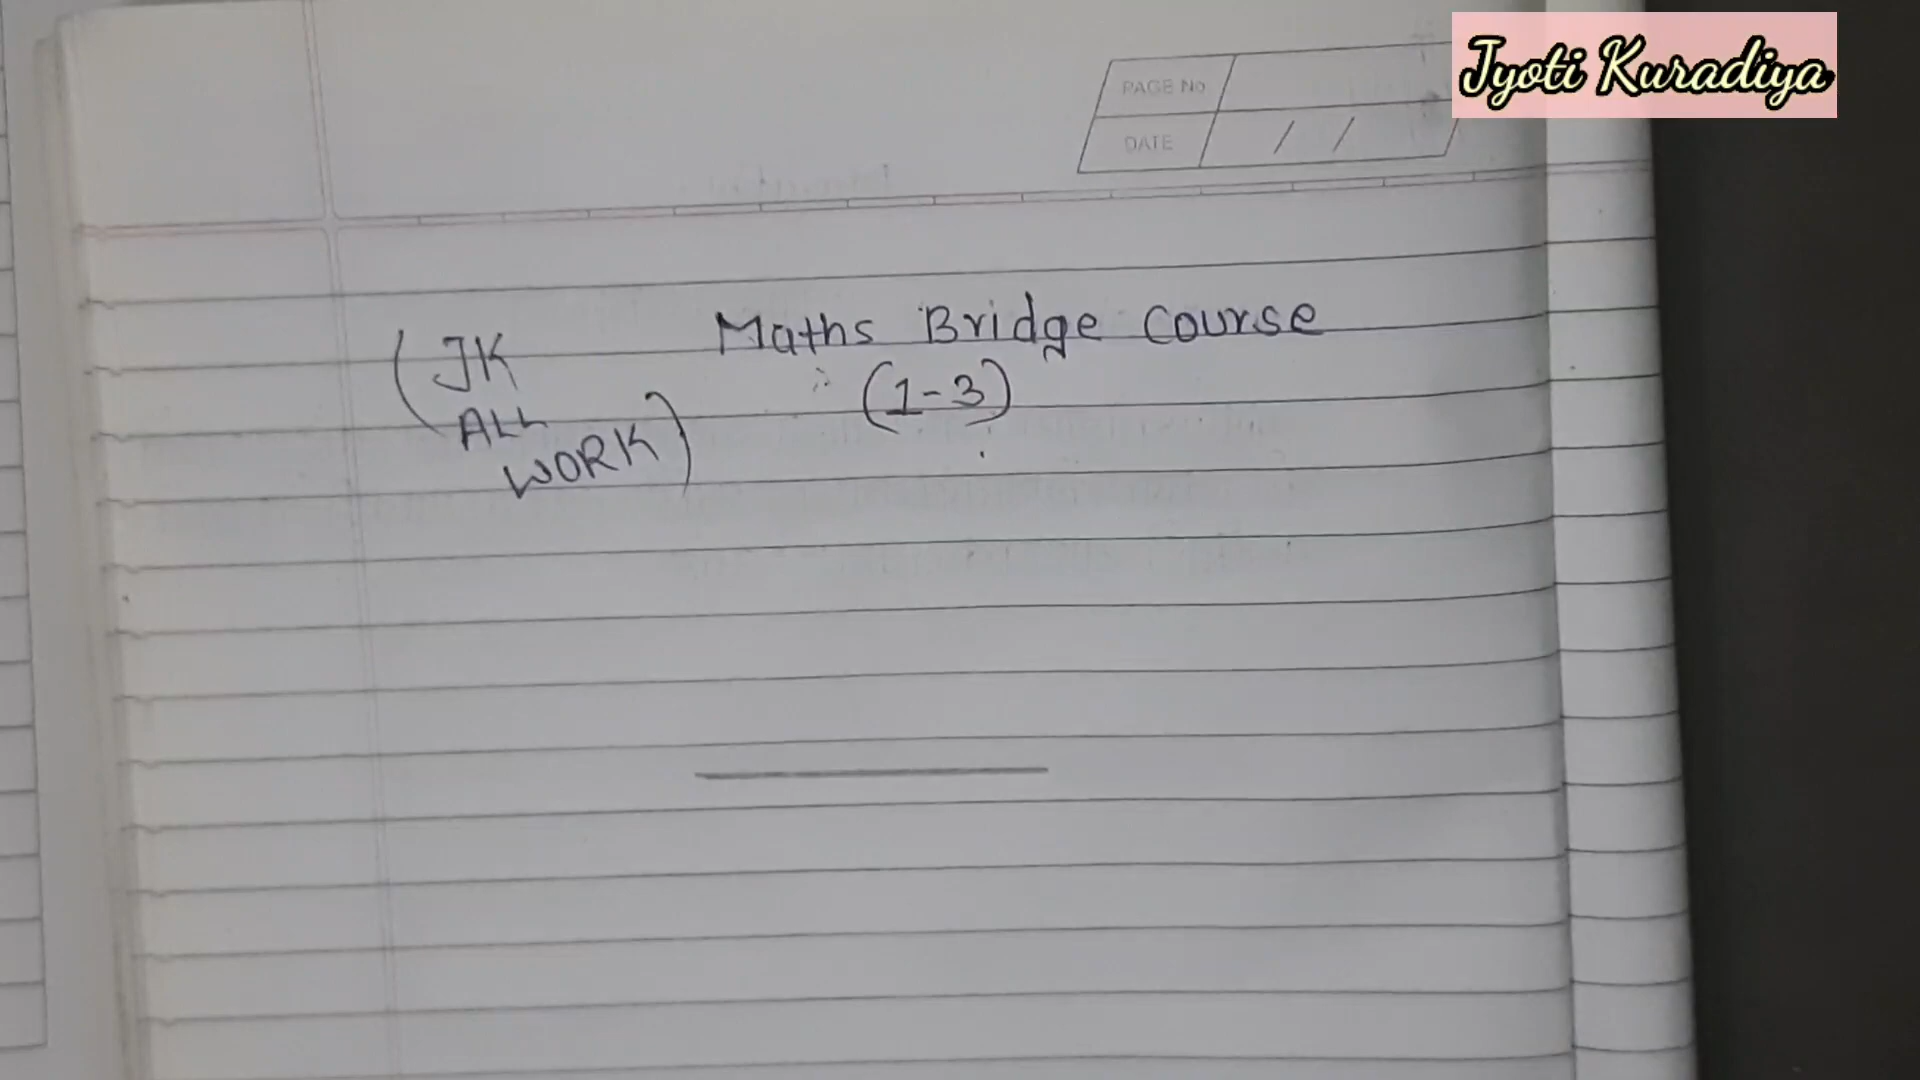 Jyoti Kuradiya
PAGE No
DATE / /
Maths Bridge Course
(1-3)
(JK
ALL
WORK)